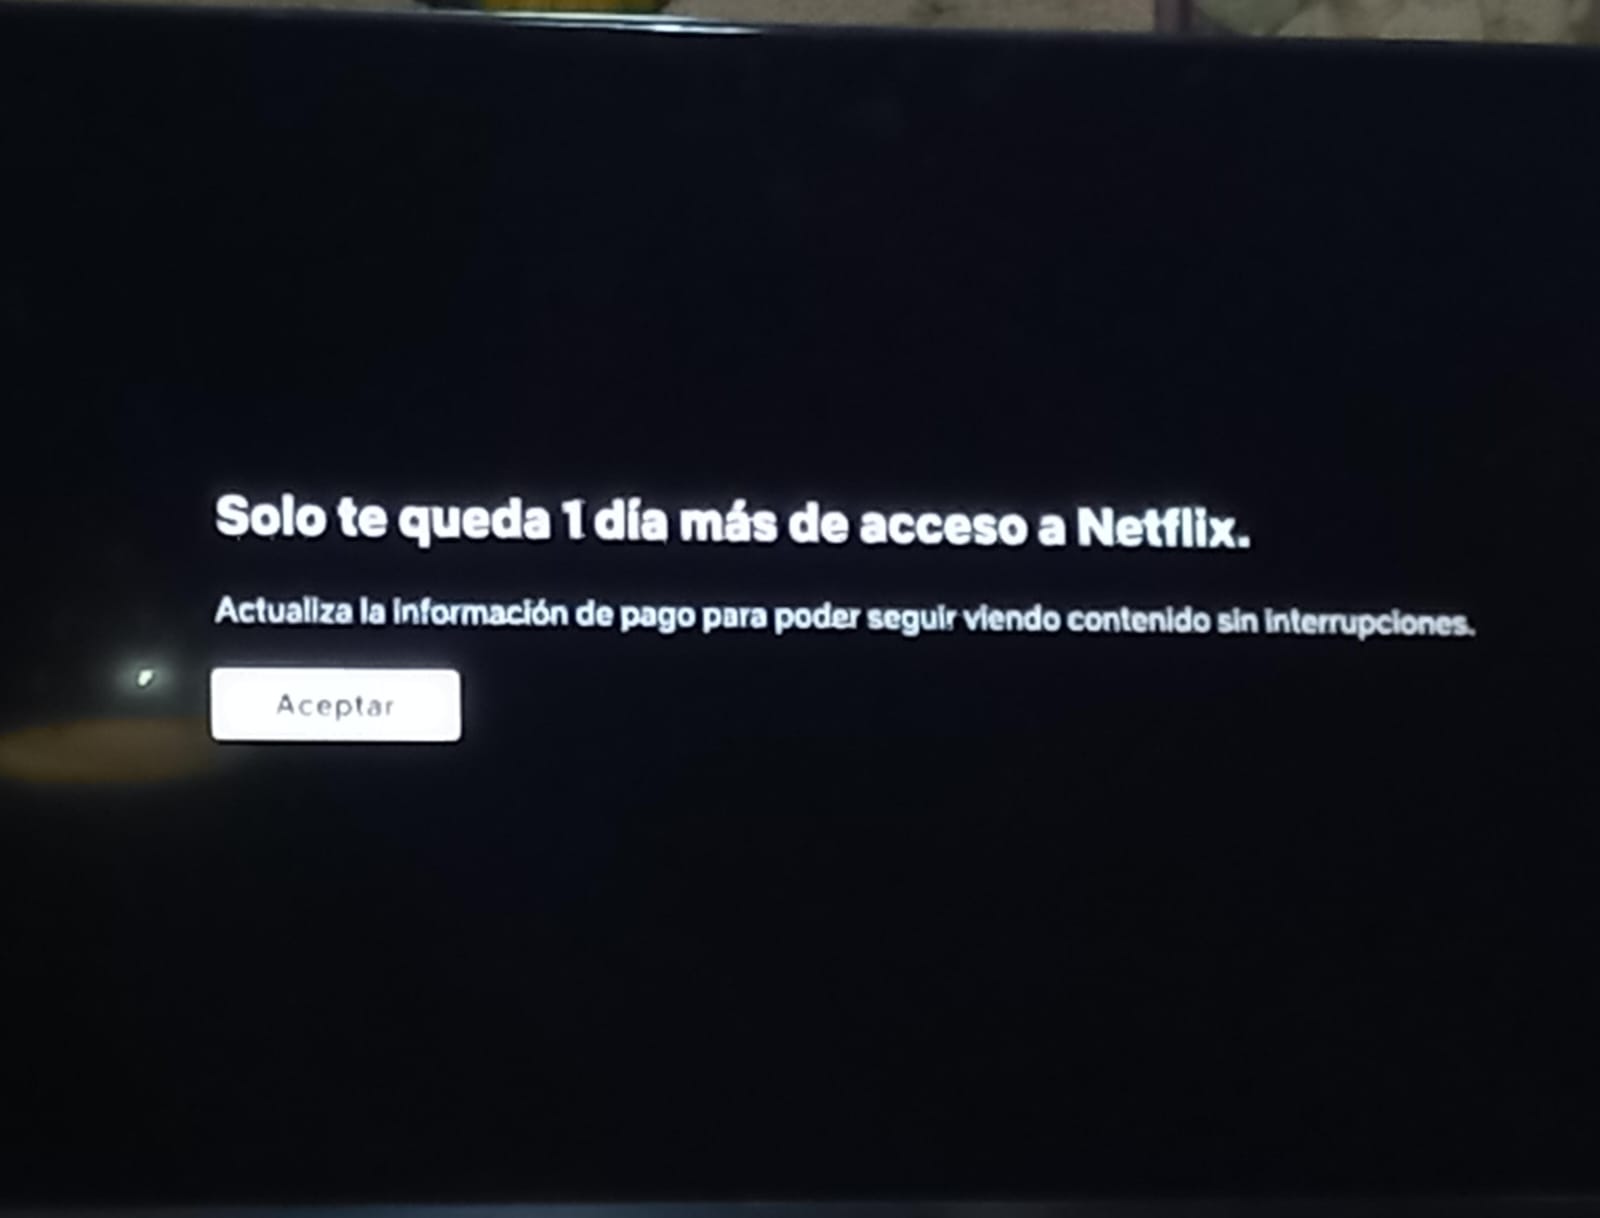 Solo te queda 1 día más de acceso a Netflix.
Actualiza la información de pago para poder seguir viendo contenido sin interrupciones.
Aceptar